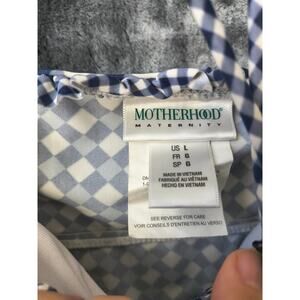 MOTHERHOOD®
MATERNITY
US L
FR G
SP G
MADE IN VIETNAM
FABRIQUÉ AU VIÊTNAM
HECHO EN VIETNAM
SEE REVERSE FOR CARE
VOIR CONSEILS D'ENTRETIEN AU VERSO